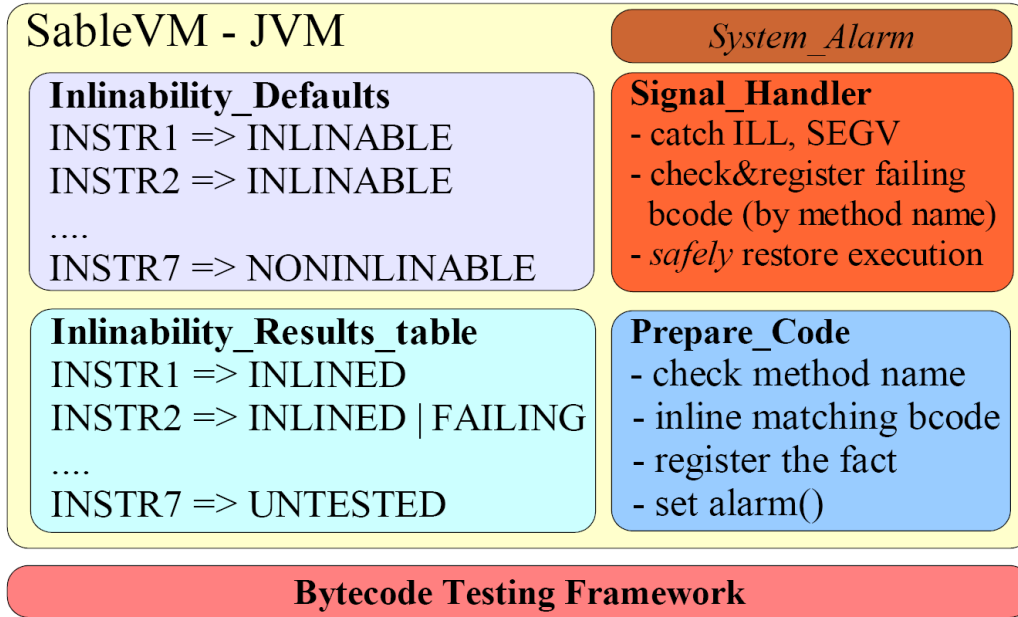 SableVM - JVM
System_Alarm
Inlinability_Defaults
INSTR1 => INLINABLE
INSTR2 => INLINABLE
....
INSTR7 => NONINLINABLE
Signal_Handler
- catch ILL, SEGV
- check&register failing
bcode (by method name)
- safely restore execution
Inlinability_Results_table
INSTR1 => INLINED
INSTR2 => INLINED | FAILING
....
INSTR7 => UNTESTED
Prepare_Code
- check method name
- inline matching bcode
- register the fact
- set alarm()
Bytecode Testing Framework